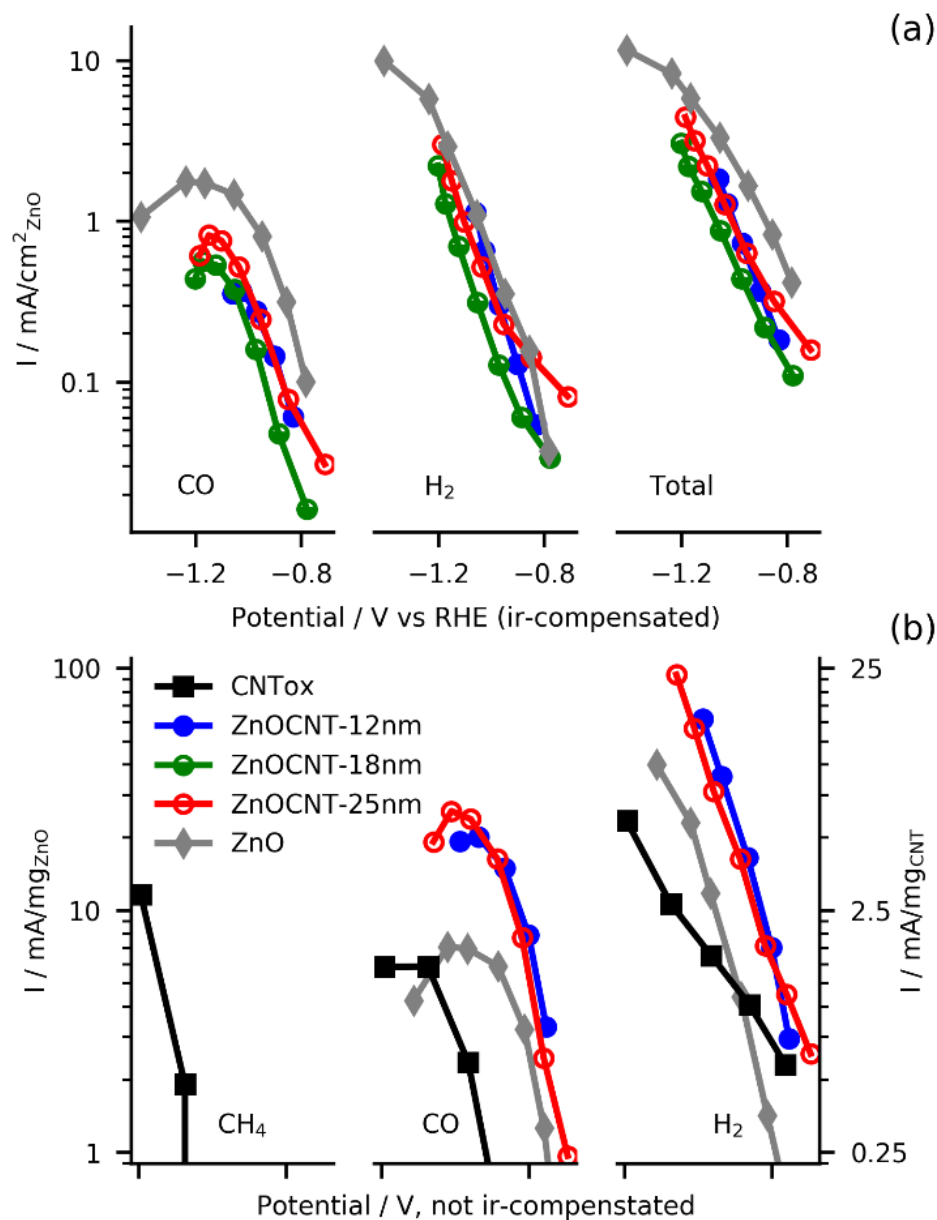 (a)
10
1
0.1
I / mA/cm²ZnO
CO
H₂
Total
−1.2 −0.8 −1.2 −0.8 −1.2 −0.8
Potential / V vs RHE (ir-compensated)
(b)
100
10
1
I / mA/mgZnO
CNTox
ZnOCNT-12nm
ZnOCNT-18nm
ZnOCNT-25nm
ZnO
CH₄
CO
H₂
25
2.5
0.25
I / mA/mgCNT
Potential / V, not ir-compenstated